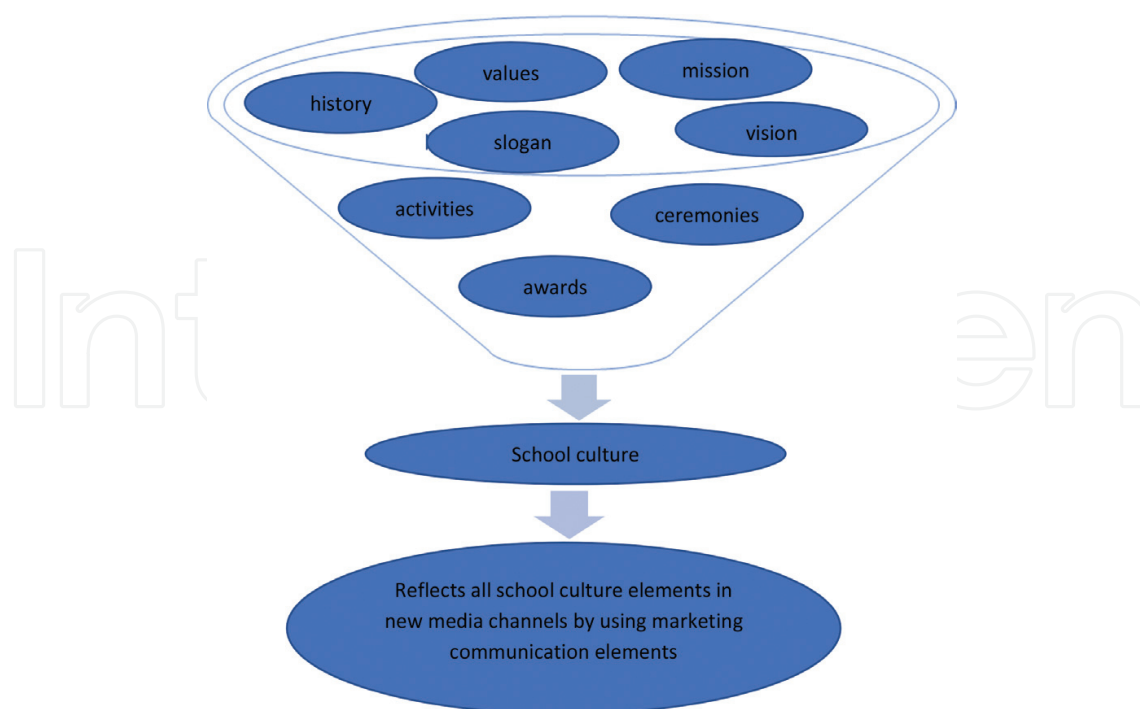 values
mission
history
slogan
vision
activities
ceremonies
awards
School culture
Reflects all school culture elements in
new media channels by using marketing
communication elements